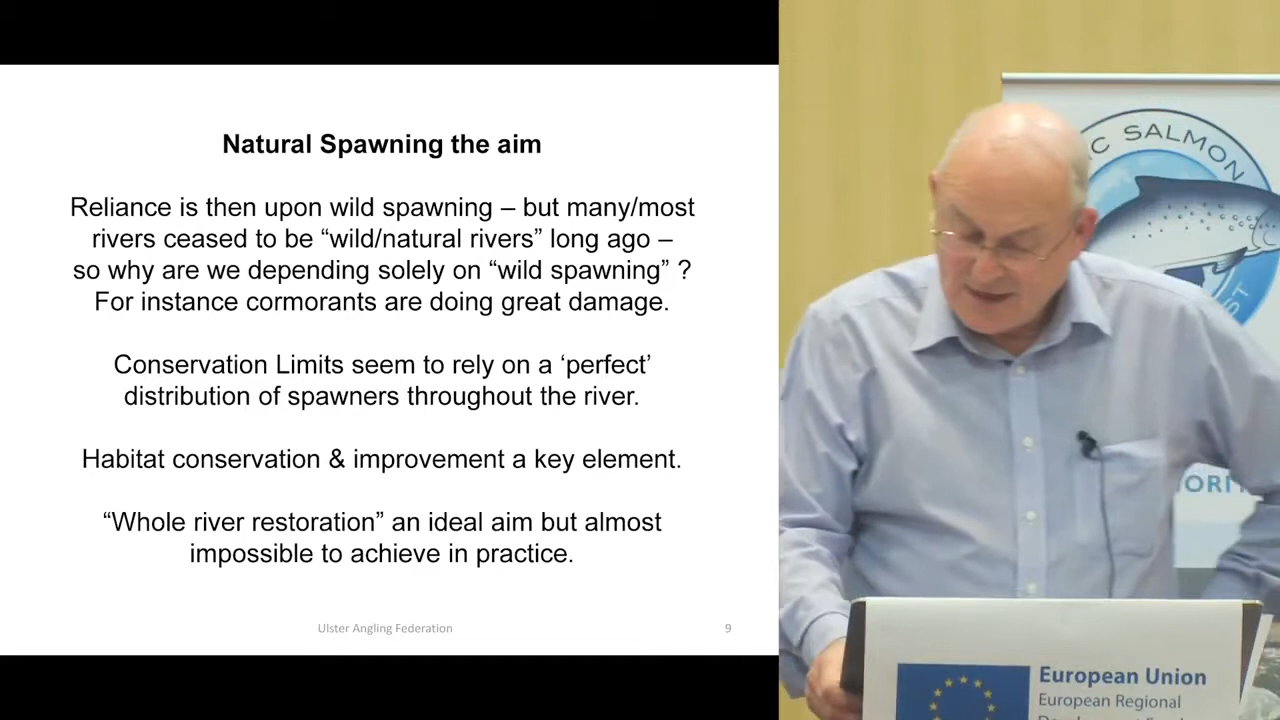 Natural Spawning the aim
Reliance is then upon wild spawning – but many/most
rivers ceased to be “wild/natural rivers” long ago –
so why are we depending solely on “wild spawning” ?
For instance cormorants are doing great damage.
Conservation Limits seem to rely on a ‘perfect’
distribution of spawners throughout the river.
Habitat conservation & improvement a key element.
“Whole river restoration” an ideal aim but almost
impossible to achieve in practice.
Ulster Angling Federation
9
SALMON
European Union
European Regional